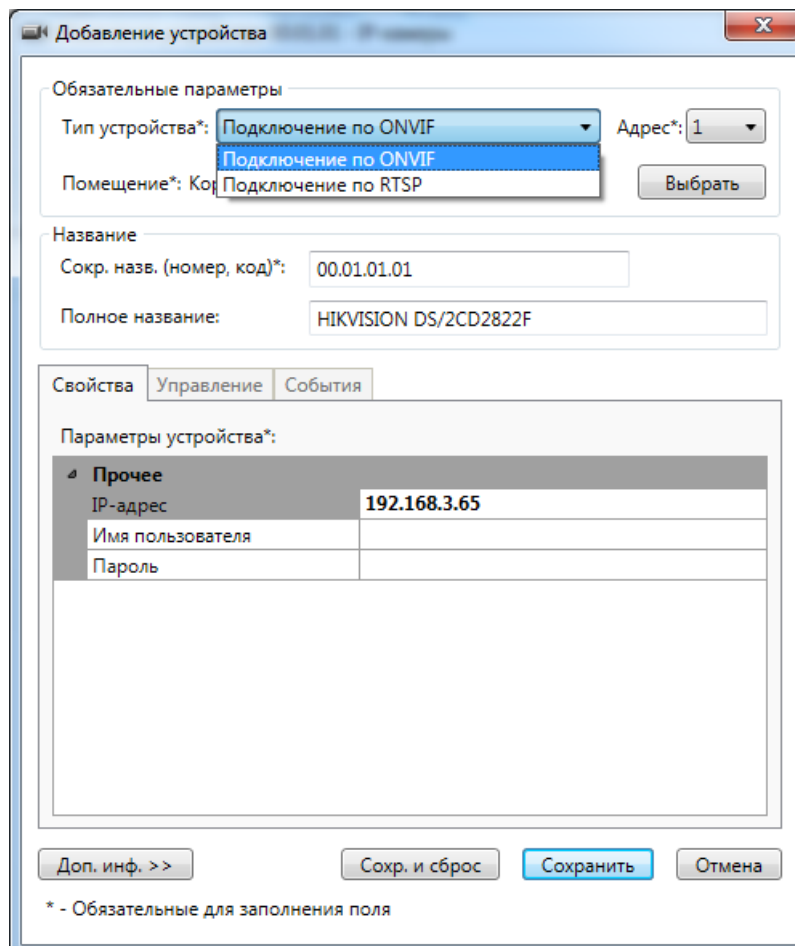 Добавление устройства
Обязательные параметры
Тип устройства*: Подключение по ONVIF Адрес*: 1
Подключение по ONVIF
Помещение*: Кор Подключение по RTSP Выбрать
Название
Сокр. назв. (номер, код)*: 00.01.01.01
Полное название: HIKVISION DS/2CD2822F
Свойства Управление События
Параметры устройства*:
Прочее
IP-адрес 192.168.3.65
Имя пользователя
Пароль
Доп. инф. >> Сохр. и сброс Сохранить Отмена
* - Обязательные для заполнения поля